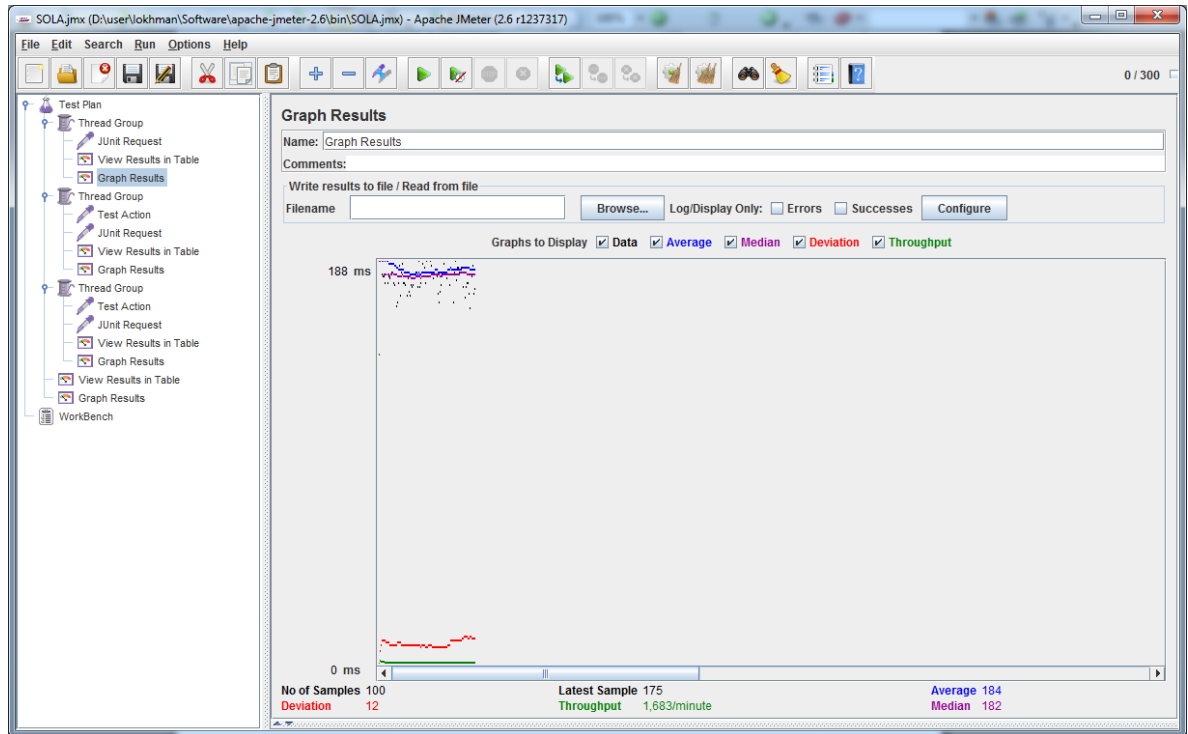 SOLA.jmx (D:\user\lokhman\Software\apache-jmeter-2.6\bin\SOLA.jmx) - Apache JMeter (2.6 r1237317)
File Edit Search Run Options Help
0 / 300
Test Plan
Thread Group
JUnit Request
View Results in Table
Graph Results
Thread Group
Test Action
JUnit Request
View Results in Table
Graph Results
Thread Group
Test Action
JUnit Request
View Results in Table
Graph Results
View Results in Table
Graph Results
WorkBench
Graph Results
Name: Graph Results
Comments:
Write results to file / Read from file
Filename Browse... Log/Display Only: Errors Successes Configure
Graphs to Display Data Average Median Deviation Throughput
188 ms
0 ms
No of Samples 100 Latest Sample 175 Average 184
Deviation 12 Throughput 1,683/minute Median 182